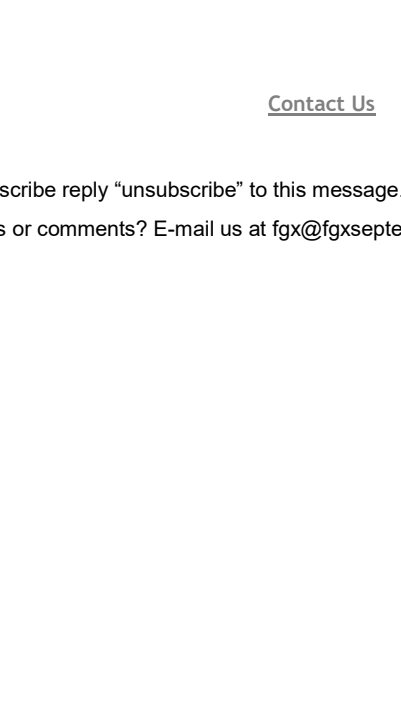 Contact Us
scribe reply “unsubscribe” to this message.
s or comments? E-mail us at fgx@fgxsepte